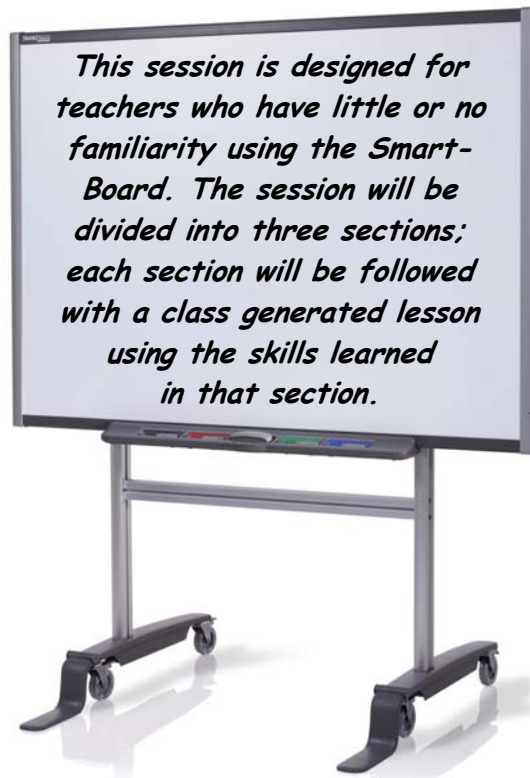 This session is designed for
teachers who have little or no
familiarity using the Smart-
Board. The session will be
divided into three sections;
each section will be followed
with a class generated lesson
using the skills learned
in that section.